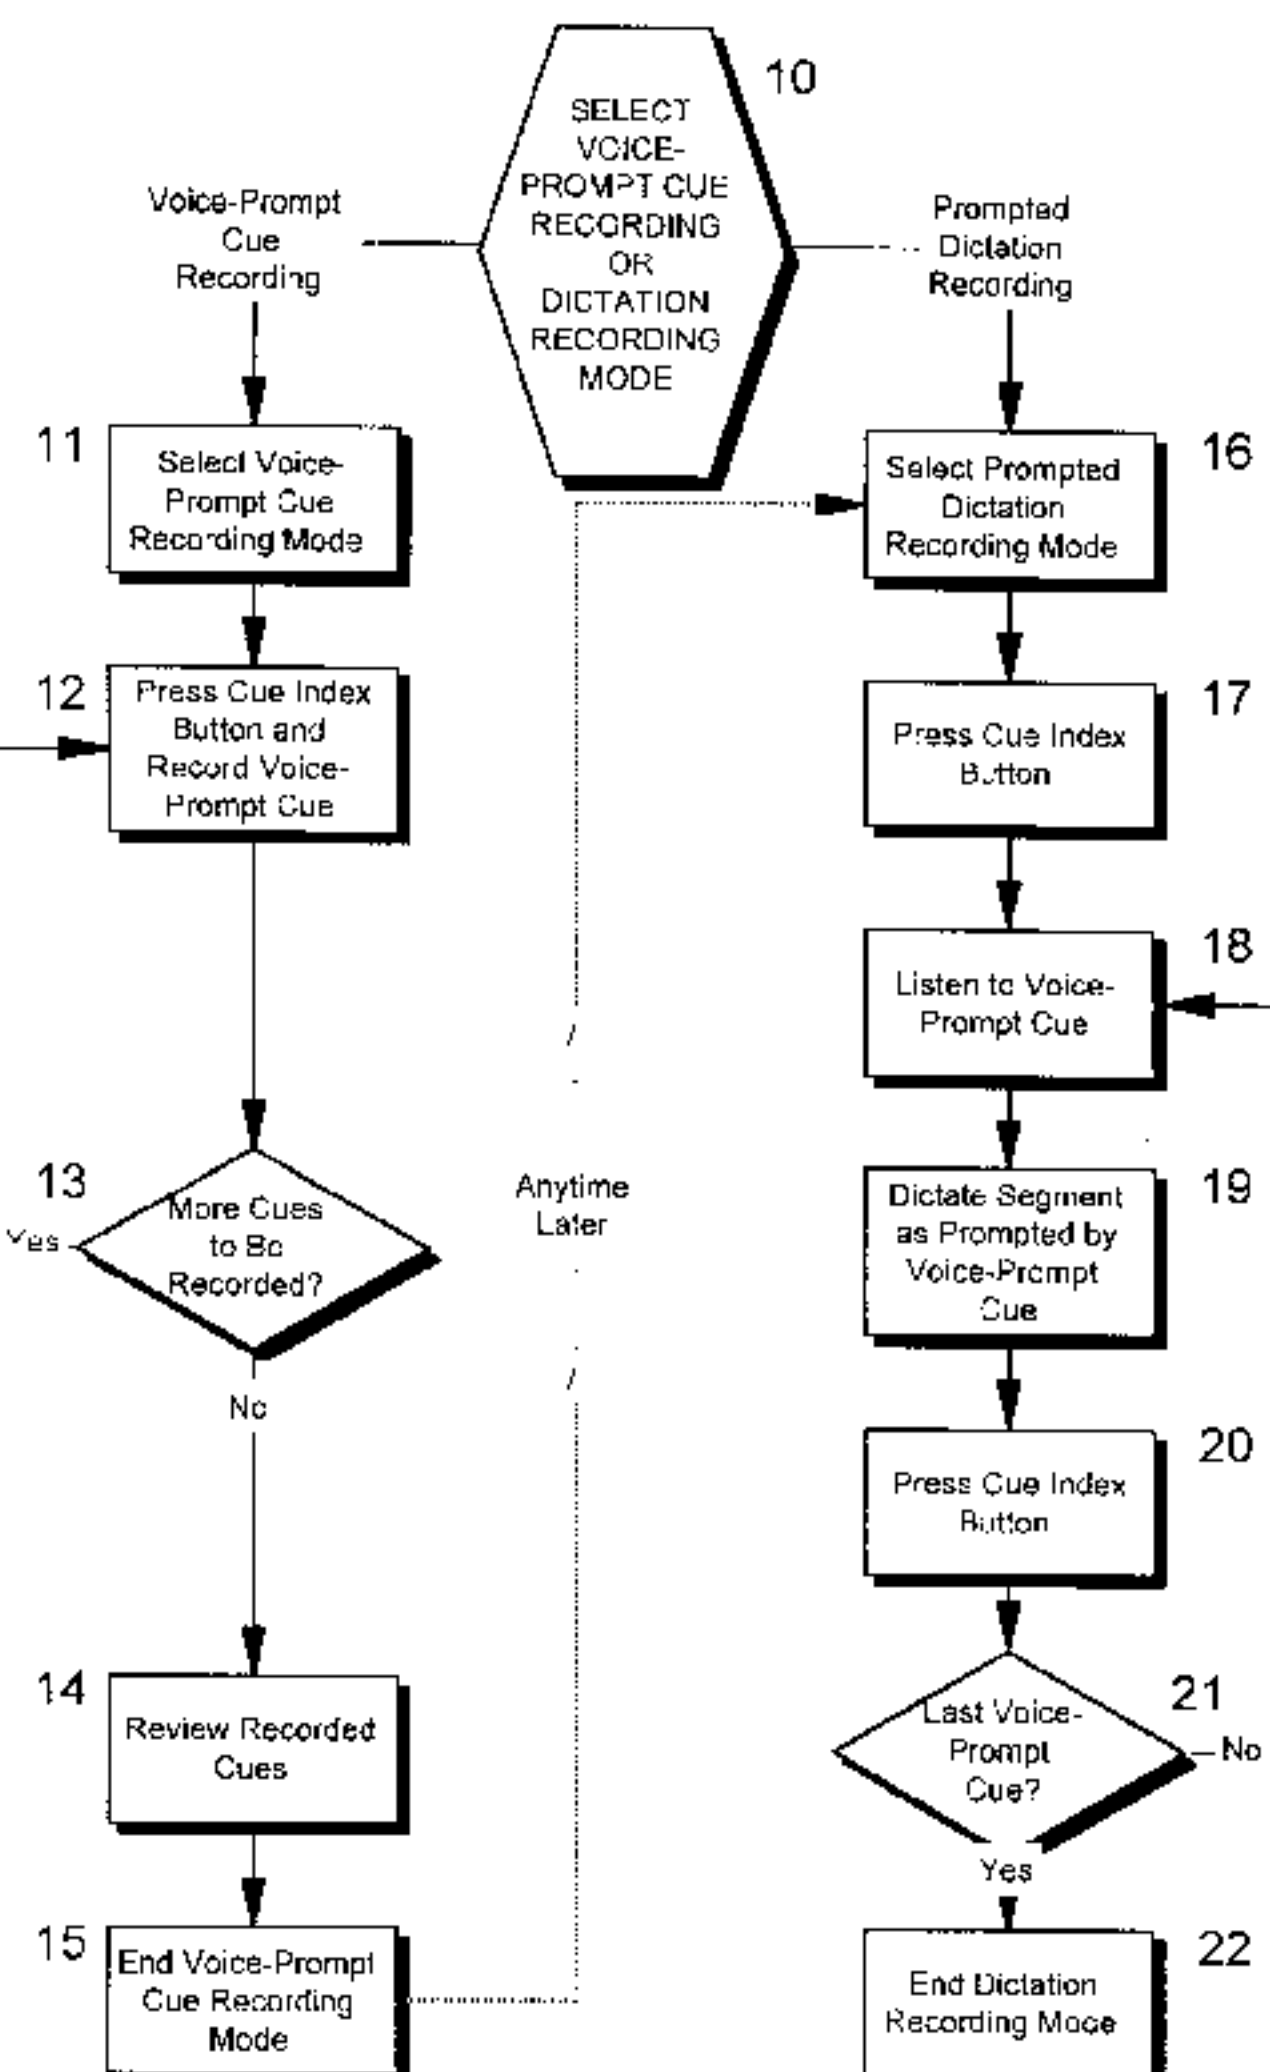 10
SELECT
VOICE-
PROMPT CUE
RECORDING
OR
DICTATION
RECORDING
MODE
Voice-Prompt
Cue
Recording
Prompted
Dictation
Recording
11
Select Voice-
Prompt Cue
Recording Mode
12
Press Cue Index
Button and
Record Voice-
Prompt Cue
13
More Cues
to Be
Recorded?
Yes
No
14
Review Recorded
Cues
15
End Voice-Prompt
Cue Recording
Mode
Anytime
Later
16
Select Prompted
Dictation
Recording Mode
17
Press Cue Index
Button
18
Listen to Voice-
Prompt Cue
19
Dictate Segment
as Prompted by
Voice-Prompt
Cue
20
Press Cue Index
Button
21
Last Voice-
Prompt
Cue?
No
Yes
22
End Dictation
Recording Mode